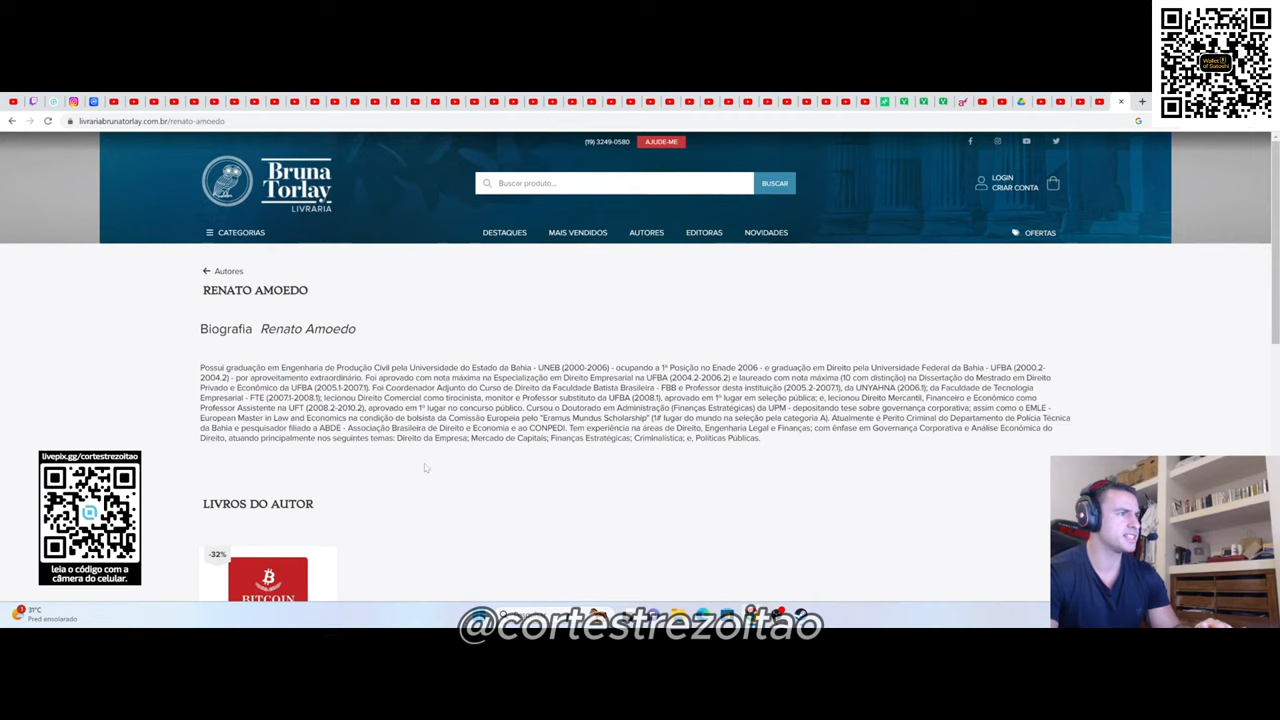 Wallet
of Satoshi
livrariabrunatorlay.com.br/renato-amoedo
(19) 3249-0580
AJUDE-ME
Bruna
Torlay
LIVRARIA
Buscar produto...
BUSCAR
LOGIN
CRIAR CONTA
CATEGORIAS
DESTAQUES
MAIS VENDIDOS
AUTORES
EDITORAS
NOVIDADES
OFERTAS
Autores
RENATO AMOEDO
Biografia Renato Amoedo
Possui graduação em Engenharia de Produção Civil pela Universidade do Estado da Bahia - UNEB (2000-2006) - ocupando a 1ª Posição no Enade 2006 - e graduação em Direito pela Universidade Federal da Bahia - UFBA (2000.2-
2004.2) - por aproveitamento extraordinário. Foi aprovado com nota máxima na Especialização em Direito Empresarial na UFBA (2004.2-2006.2) e laureado com nota máxima (10 com distinção) na Dissertação do Mestrado em Direito
Privado e Econômico da UFBA (2005.1-2007.1). Foi Coordenador Adjunto do Curso de Direito da Faculdade Batista Brasileira - FBB e Professor desta instituição (2005.2-2007.1), da UNYAHNA (2006.1); da Faculdade de Tecnologia
Empresarial - FTE (2007.1-2008.1); lecionou Direito Comercial como tirocinista, monitor e Professor substituto da UFBA (2008.1), aprovado em 1º lugar em seleção pública; e, lecionou Direito Mercantil, Financeiro e Econômico como
Professor Assistente na UFT (2008.2-2010.2), aprovado em 1º lugar no concurso público. Cursou o Doutorado em Administração (Finanças Estratégicas) da UPM - depositando tese sobre governança corporativa; assim como o EMLE -
European Master in Law and Economics na condição de bolsista da Comissão Europeia pelo "Eramus Mundus Scholarship" (1# lugar do mundo na seleção pela categoria A). Atualmente é Perito Criminal do Departamento de Polícia Técnica
da Bahia e pesquisador filiado a ABDE - Associação Brasileira de Direito e Economia e ao CONPEDI. Tem experiência na áreas de Direito, Engenharia Legal e Finanças; com ênfase em Governança Corporativa e Análise Econômica do
Direito, atuando principalmente nos seguintes temas: Direito da Empresa; Mercado de Capitais; Finanças Estratégicas; Criminalística; e, Políticas Públicas.
livepix.gg/cortestrezoitao
leia o código com a
câmera do celular.
LIVROS DO AUTOR
-32%
BITCOIN
31°C
Pred ensolarado
@cortestrezoitao